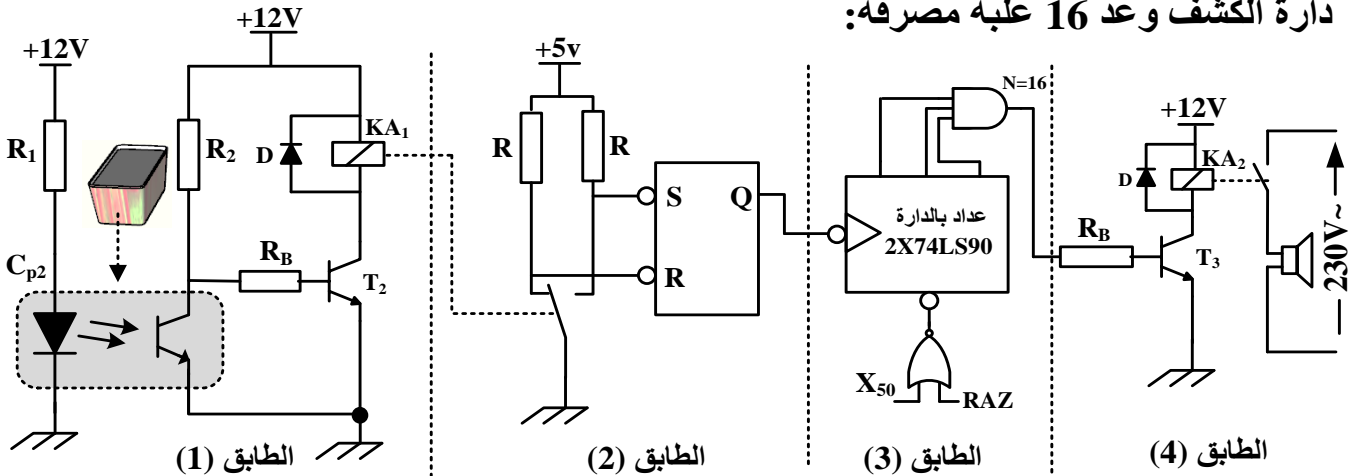 دارة الكشف وعد 16 علبة مصرفة:
+12V
+12V
R1
R2
D
KA1
Cp2
RB
T2
الطابق (1)
+5v
R
R
S
Q
R
الطابق (2)
N=16
عداد بالدارة
2X74LS90
X50
RAZ
الطابق (3)
+12V
D
KA2
RB
T3
230V~
الطابق (4)